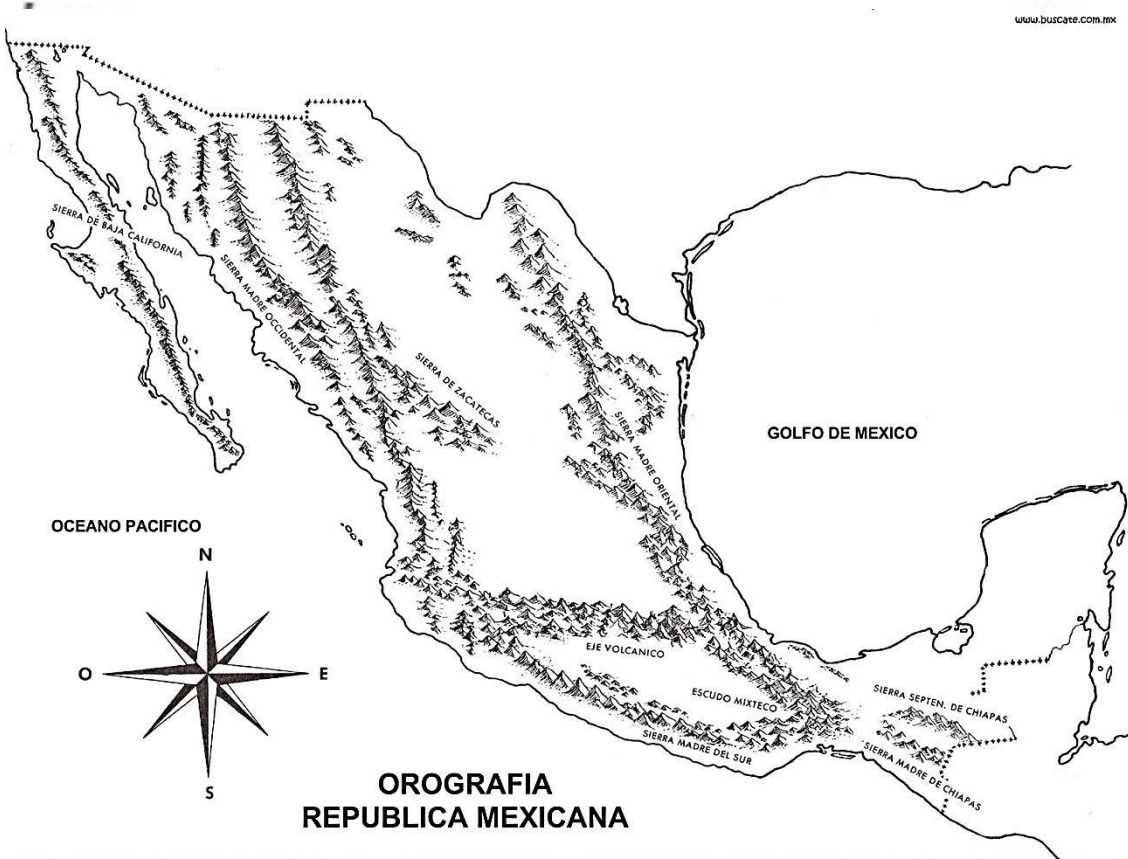 www.buscate.com.mx
SIERRA DE BAJA CALIFORNIA
SIERRA MADRE OCCIDENTAL
SIERRA DE ZACATECAS
SIERRA MADRE ORIENTAL
GOLFO DE MEXICO
OCEANO PACIFICO
N
O
E
S
EJE VOLCANICO
ESCUDO MIXTECO
SIERRA SEPTEN. DE CHIAPAS
SIERRA MADRE DEL SUR
SIERRA MADRE DE CHIAPAS
OROGRAFIA
REPUBLICA MEXICANA